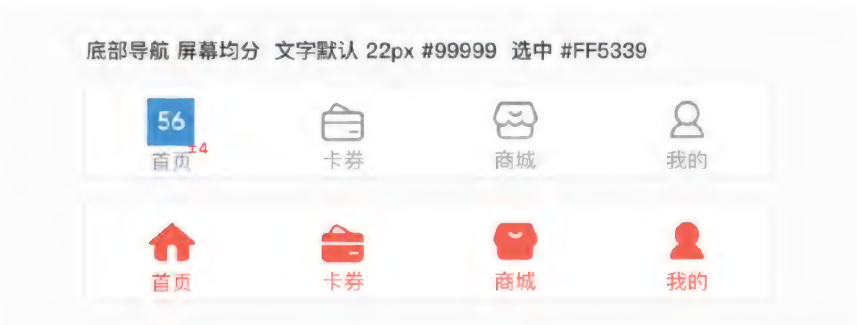 底部导航 屏幕均分 文字默认 22px #99999 选中 #FF5339
56
±4
首页 卡券 商城 我的
首页 卡券 商城 我的